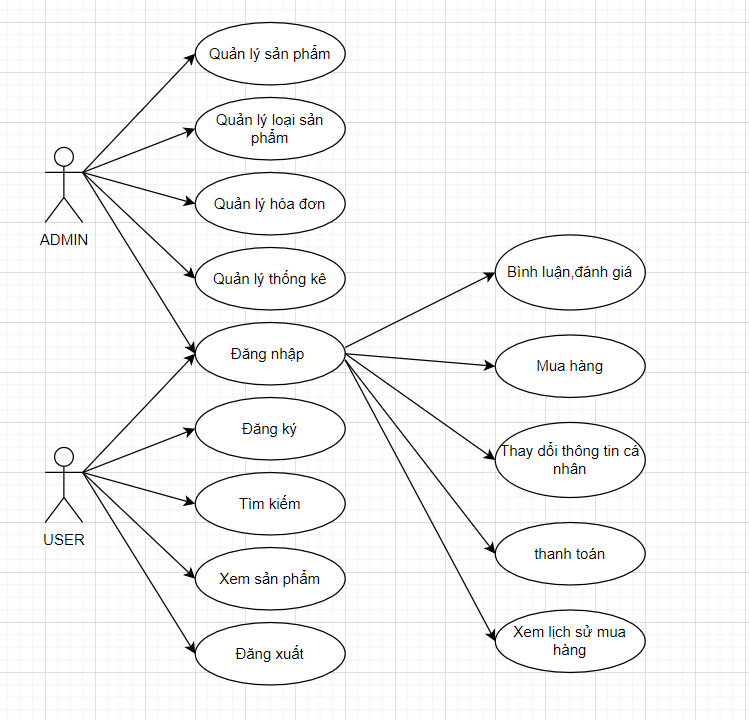 Quản lý sản phẩm
Quản lý loại sản
phẩm
ADMIN
Quản lý hóa đơn
Quản lý thống kê
Đăng nhập
Đăng ký
USER
Tìm kiếm
Xem sản phẩm
Đăng xuất
Bình luận,đánh giá
Mua hàng
Thay dổi thông tin cá
nhân
thanh toán
Xem lịch sử mua
hàng